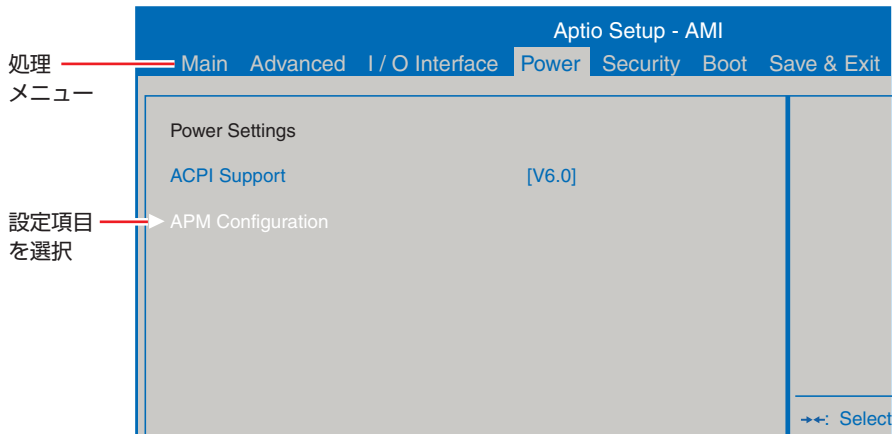 Aptio Setup - AMI
Main Advanced I / O Interface Power Security Boot Save & Exit
処理
メニュー
Power Settings
ACPI Support [V6.0]
設定項目
を選択
APM Configuration
→←: Select